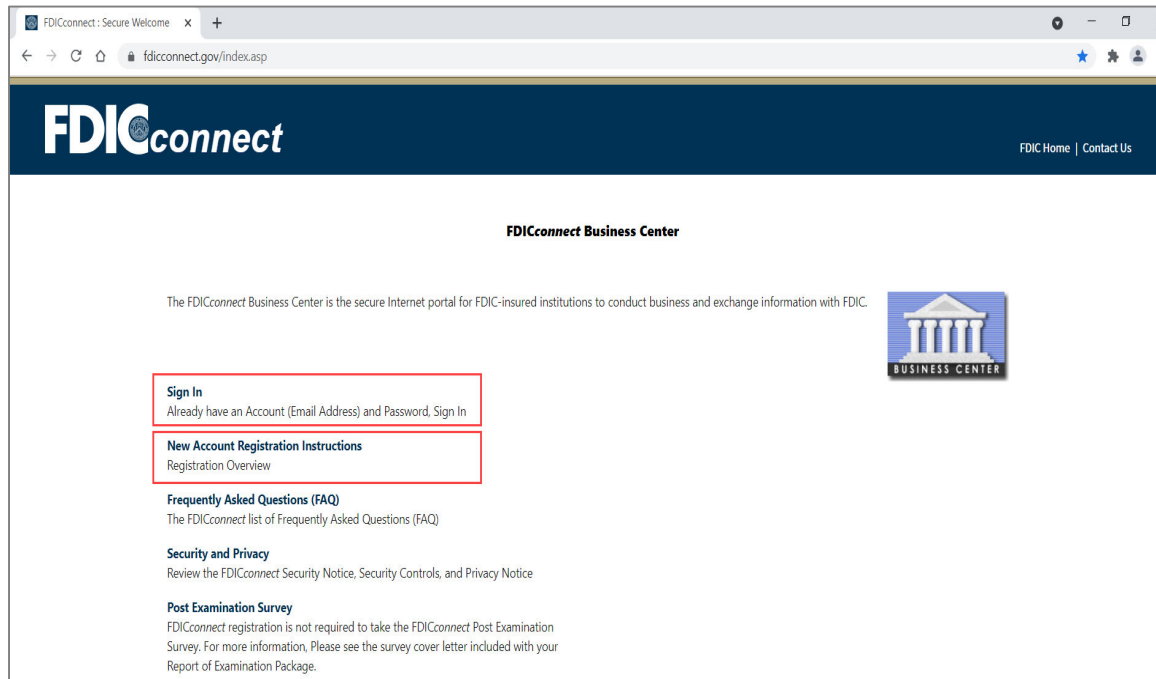 FDICconnect : Secure Welcome
fdicconnect.gov/index.asp
FDICconnect
FDIC Home | Contact Us
FDICconnect Business Center
The FDICconnect Business Center is the secure Internet portal for FDIC-insured institutions to conduct business and exchange information with FDIC.
BUSINESS CENTER
Sign In
Already have an Account (Email Address) and Password, Sign In
New Account Registration Instructions
Registration Overview
Frequently Asked Questions (FAQ)
The FDICconnect list of Frequently Asked Questions (FAQ)
Security and Privacy
Review the FDICconnect Security Notice, Security Controls, and Privacy Notice
Post Examination Survey
FDICconnect registration is not required to take the FDICconnect Post Examination
Survey. For more information, Please see the survey cover letter included with your
Report of Examination Package.